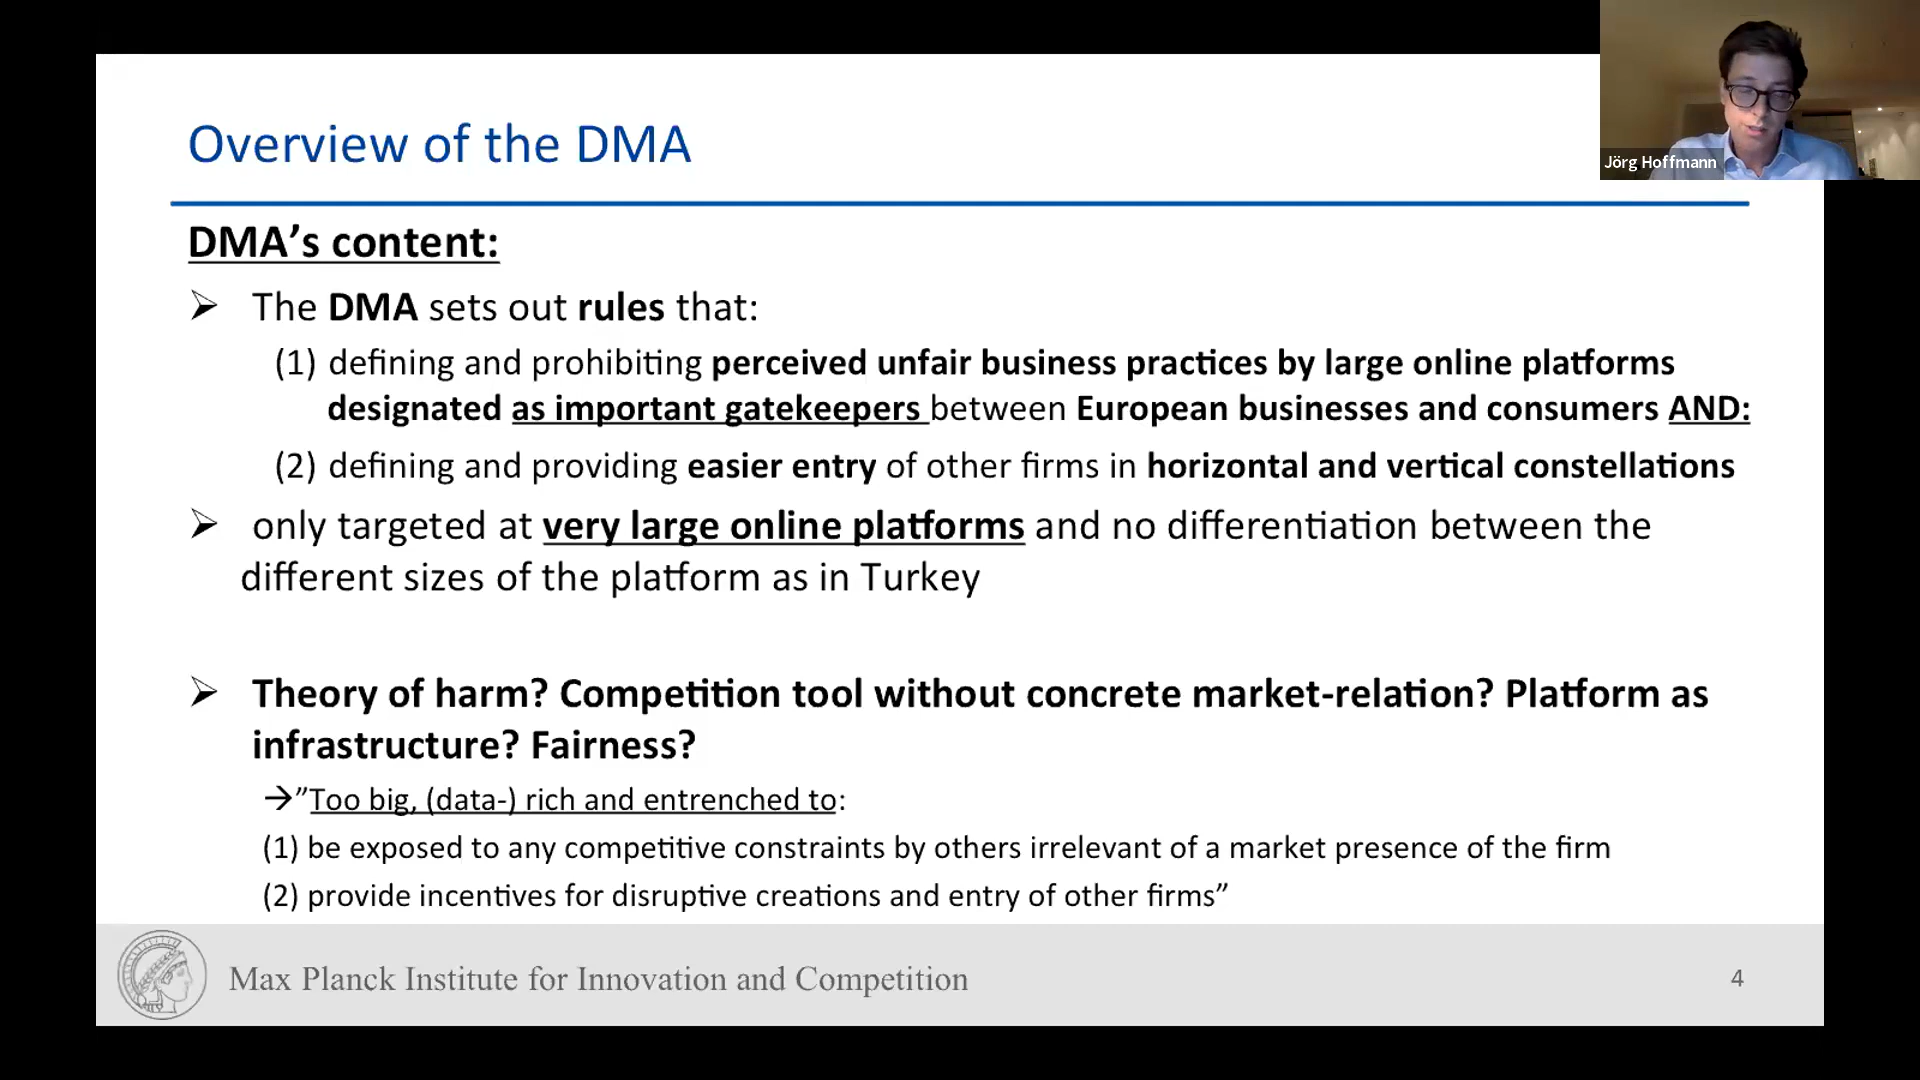 Jörg Hoffmann
Overview of the DMA
DMA’s content:
➢ The DMA sets out rules that:
(1) defining and prohibiting perceived unfair business practices by large online platforms
designated as important gatekeepers between European businesses and consumers AND:
(2) defining and providing easier entry of other firms in horizontal and vertical constellations
➢ only targeted at very large online platforms and no differentiation between the
different sizes of the platform as in Turkey
➢ Theory of harm? Competition tool without concrete market-relation? Platform as
infrastructure? Fairness?
→”Too big, (data-) rich and entrenched to:
(1) be exposed to any competitive constraints by others irrelevant of a market presence of the firm
(2) provide incentives for disruptive creations and entry of other firms”
Max Planck Institute for Innovation and Competition
4